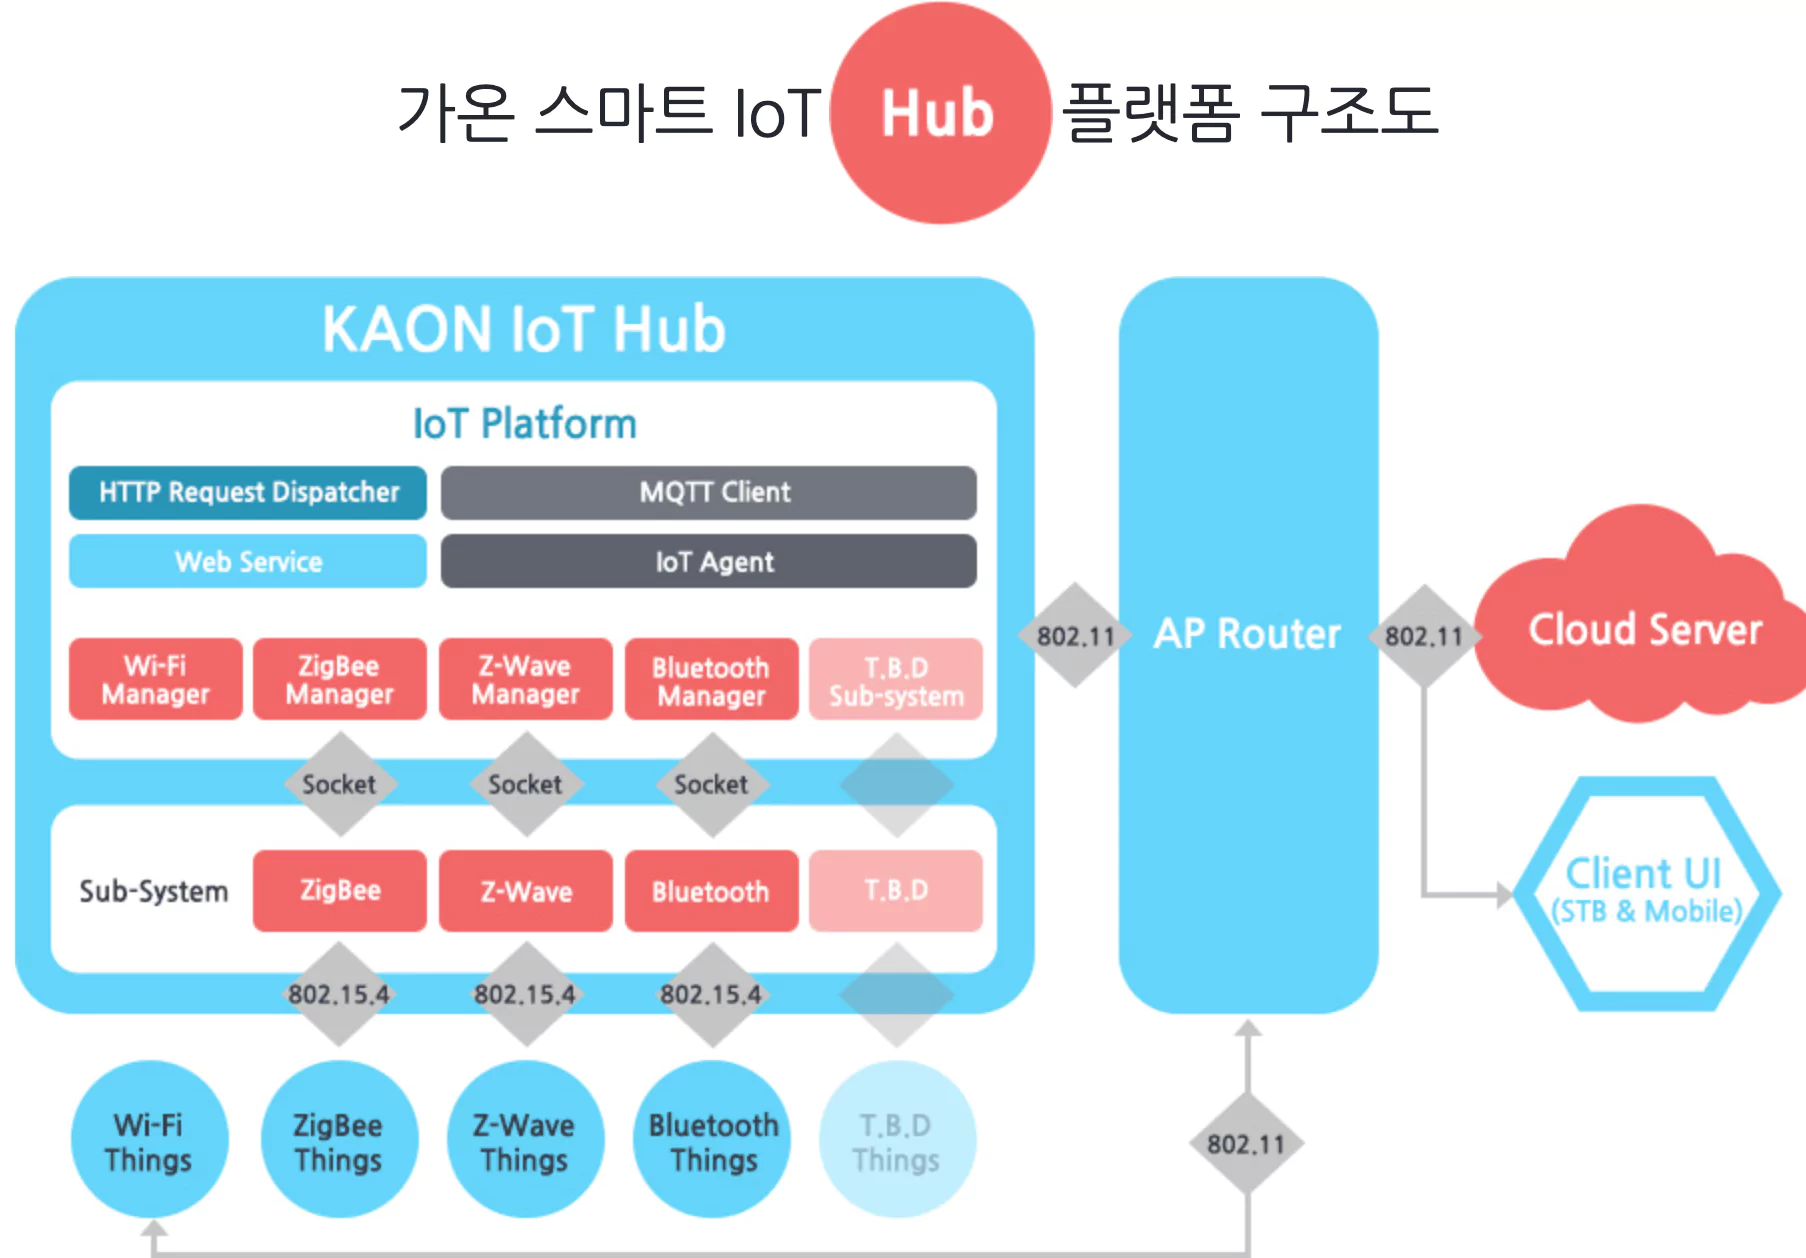 가온 스마트 IoT Hub 플랫폼 구조도
KAON IoT Hub
IoT Platform
HTTP Request Dispatcher
MQTT Client
Web Service
IoT Agent
Wi-Fi
Manager
ZigBee
Manager
Z-Wave
Manager
Bluetooth
Manager
T.B.D
Sub-system
Socket
Socket
Socket
Sub-System
ZigBee
Z-Wave
Bluetooth
T.B.D
802.15.4
802.15.4
802.15.4
Wi-Fi
Things
ZigBee
Things
Z-Wave
Things
Bluetooth
Things
T.B.D
Things
802.11
AP Router
802.11
Cloud Server
Client UI
(STB & Mobile)
802.11